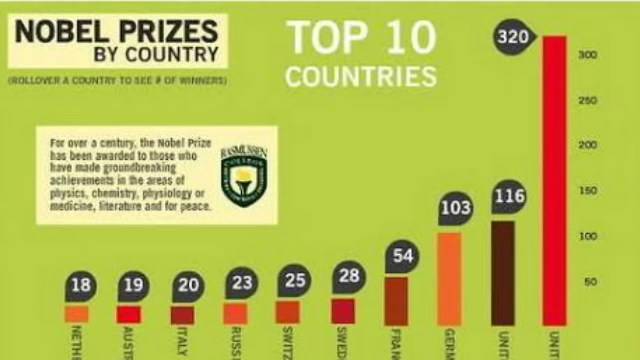 NOBEL PRIZES
BY COUNTRY
(ROLLOVER A COUNTRY TO SEE # OF WINNERS)
TOP 10
COUNTRIES
For over a century, the Nobel Prize
has been awarded to those who
have made groundbreaking
achievements in the areas of
physics, chemistry, physiology or
medicine, literature and for peace.
RASMUSSEN
COLLEGE
320
116
103
54
28
25
23
20
19
18
300
250
200
150
100
50
NETH
AUST
ITALY
RUSS
SWITZ
SWED
FRAN
GERM
UNIT
UNIT